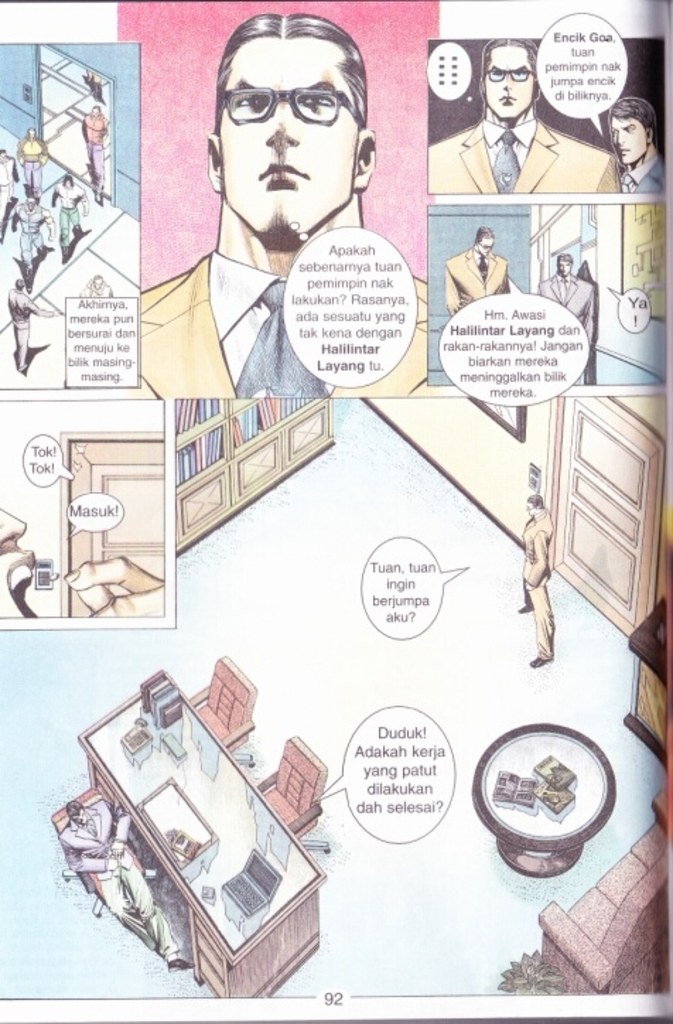 Akhirnya,
mereka pun
bersurai dan
menuju ke
bilik masing-
masing.
Apakah
sebenarnya tuan
pemimpin nak
lakukan? Rasanya,
ada sesuatu yang
tak kena dengan
Halilintar
Layang tu.
Encik Goa,
tuan
pemimpin nak
jumpa encik
di biliknya.
Hm. Awasi
Halilintar Layang dan
rakan-rakannya! Jangan
biarkan mereka
meninggalkan bilik
mereka.
Ya
!
Tok!
Tok!
Masuk!
Tuan, tuan
ingin
berjumpa
aku?
Duduk!
Adakah kerja
yang patut
dilakukan
dah selesai?
92